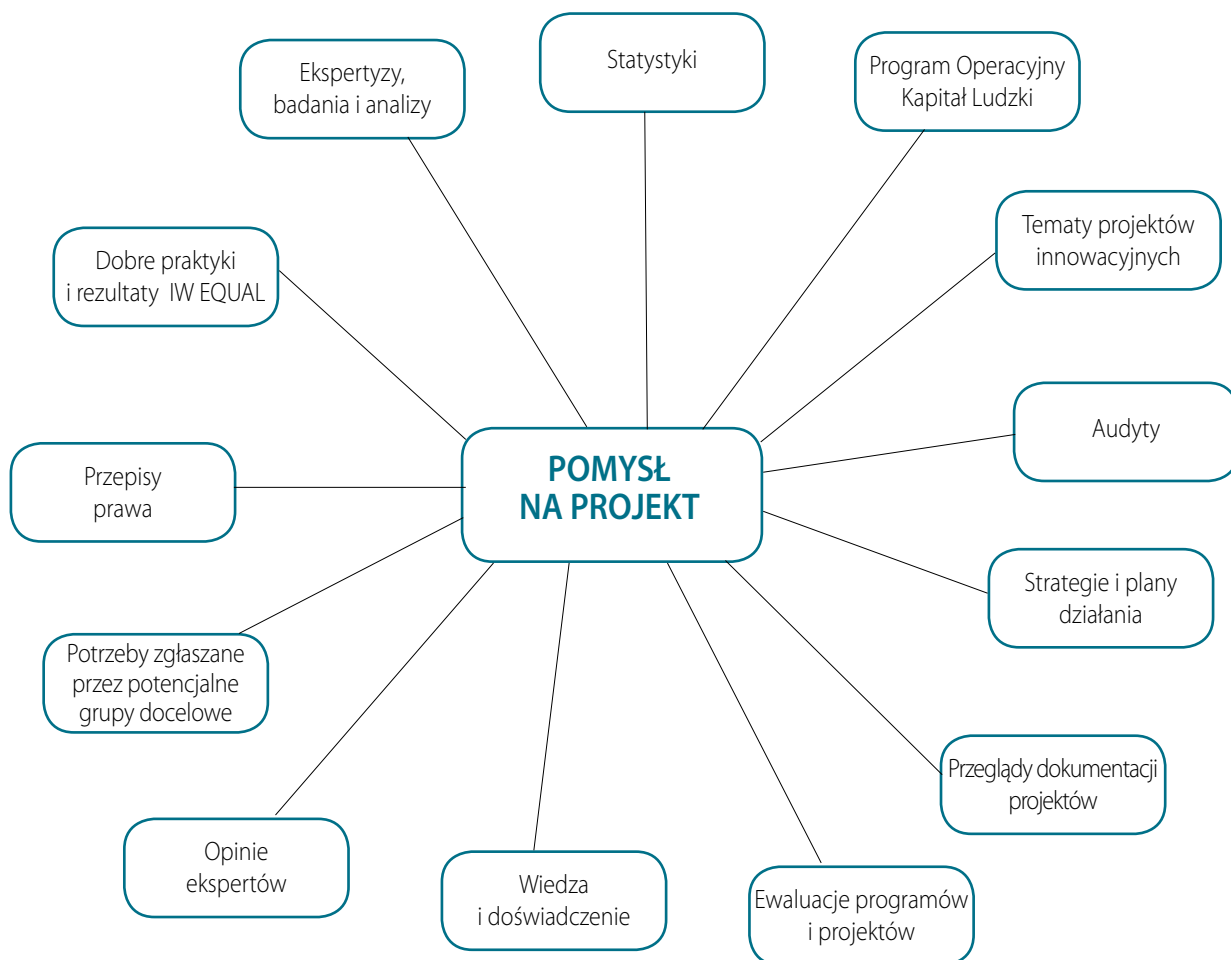 Statystyki
Ekspertyzy,
badania i analizy
Program Operacyjny
Kapitał Ludzki
Tematy projektów
innowacyjnych
Dobre praktyki
i rezultaty IW EQUAL
Audyty
POMYSŁ
NA PROJEKT
Przepisy
prawa
Strategie i plany
działania
Potrzeby zgłaszane
przez potencjalne
grupy docelowe
Przeglądy dokumentacji
projektów
Opinie
ekspertów
Wiedza
i doświadczenie
Ewaluacje programów
i projektów